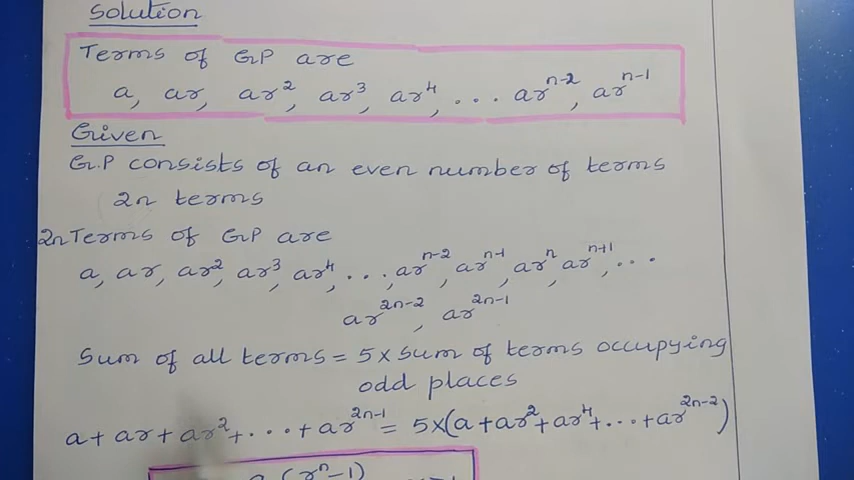 Solution
Terms of G.P are
a, ar, ar², ar³, ar⁴, ... arⁿ⁻², arⁿ⁻¹
Given
G.P consists of an even number of terms
2n terms
2n Terms of G.P are
a, ar, ar², ar³, ar⁴, ..., arⁿ⁻², arⁿ⁻¹, arⁿ, arⁿ⁺¹, ...
ar²ⁿ⁻², ar²ⁿ⁻¹
Sum of all terms = 5 × sum of terms occupying
odd places
a + ar + ar² + ... + ar²ⁿ⁻¹ = 5×(a + ar² + ar⁴ + ... + ar²ⁿ⁻²)
a (rⁿ-1)